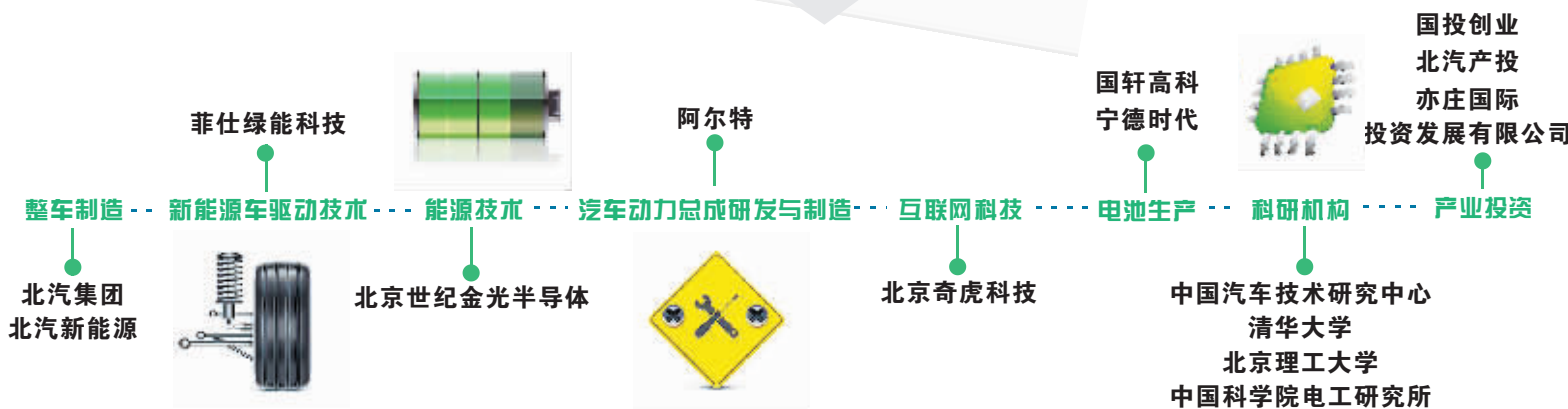 国投创业
北汽产投
亦庄国际
投资发展有限公司
国轩高科
宁德时代
阿尔特
菲仕绿能科技
整车制造
新能源车驱动技术
能源技术
汽车动力总成研发与制造
互联网科技
电池生产
科研机构
产业投资
北汽集团
北汽新能源
北京世纪金光半导体
北京奇虎科技
中国汽车技术研究中心
清华大学
北京理工大学
中国科学院电工研究所